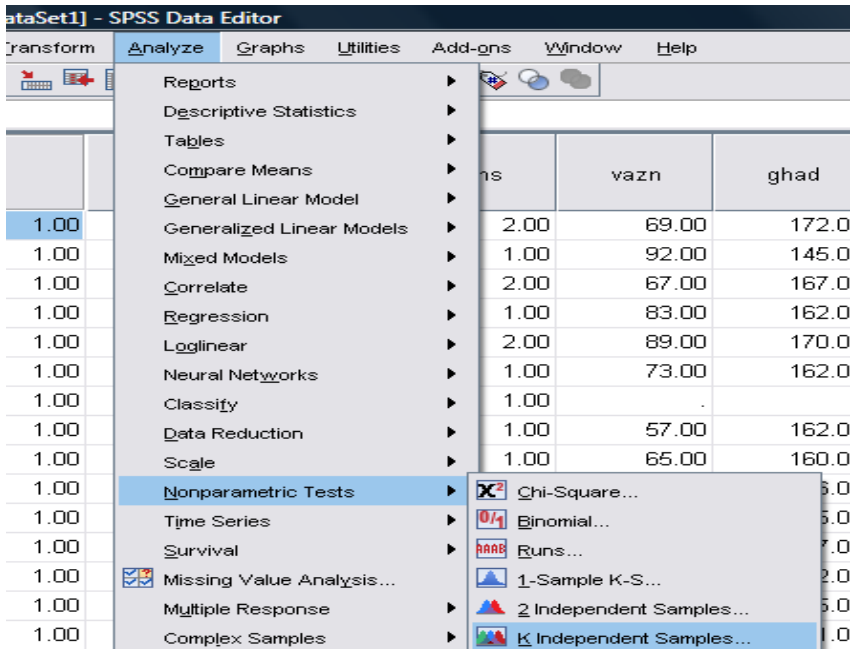 ataSet1] - SPSS Data Editor
Transform Analyze Graphs Utilities Add-ons Window Help
Reports
Descriptive Statistics
Tables
Compare Means
General Linear Model
Generalized Linear Models
Mixed Models
Correlate
Regression
Loglinear
Neural Networks
Classify
Data Reduction
Scale
Nonparametric Tests
Time Series
Survival
Missing Value Analysis...
Multiple Response
Complex Samples
Chi-Square...
Binomial...
Runs...
1-Sample K-S...
2 Independent Samples...
K Independent Samples...
ns vazn ghad
1.00 2.00 69.00 172.0
1.00 1.00 92.00 145.0
1.00 2.00 67.00 167.0
1.00 1.00 83.00 162.0
1.00 2.00 89.00 170.0
1.00 1.00 73.00 162.0
1.00 1.00 .
1.00 1.00 57.00 162.0
1.00 1.00 65.00 160.0
1.00
1.00
1.00
1.00
1.00
1.00